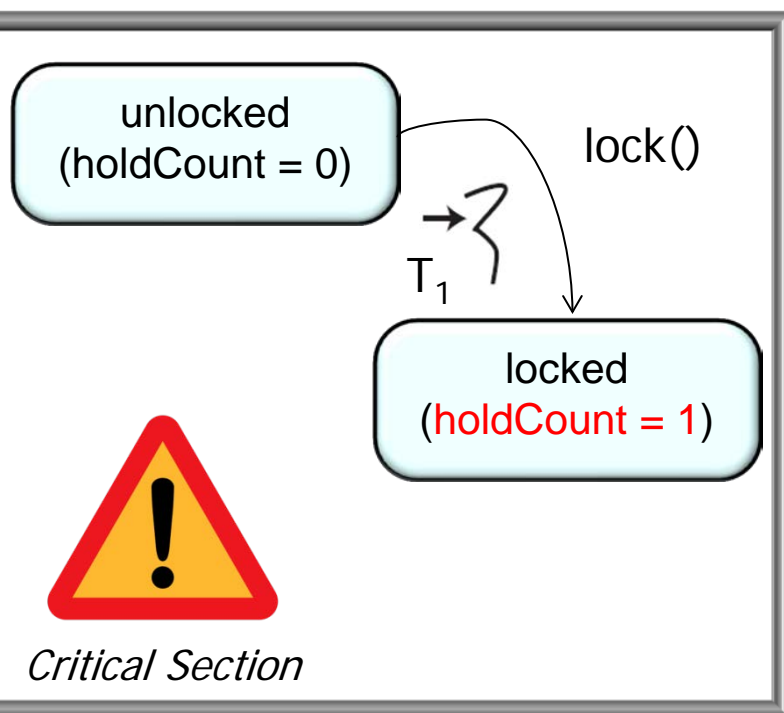 unlocked
(holdCount = 0)
lock()
T₁
locked
(holdCount = 1)
Critical Section